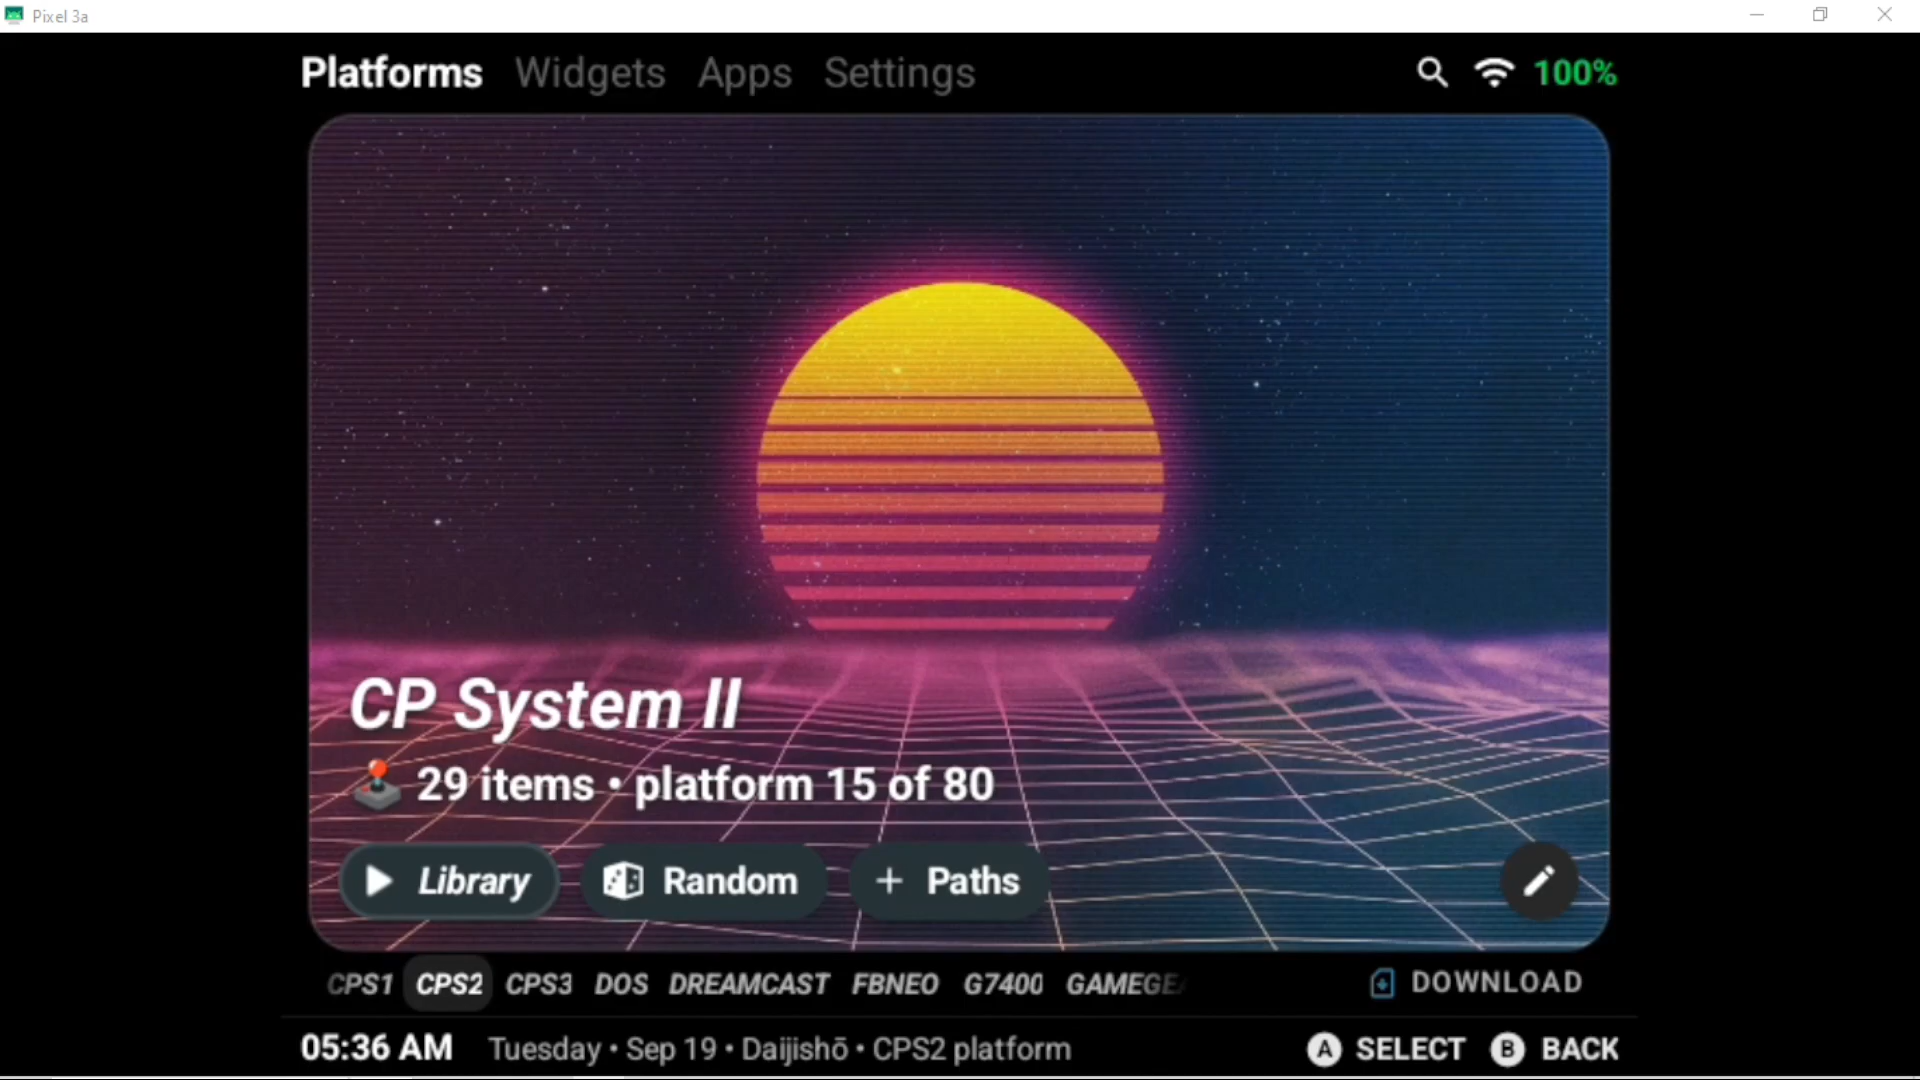 Pixel 3a
Platforms Widgets Apps Settings 100%
CP System II
29 items • platform 15 of 80
Library Random + Paths
CPS1 CPS2 CPS3 DOS DREAMCAST FBNEO G7400 GAMEGE DOWNLOAD
05:36 AM Tuesday • Sep 19 • Daijishō • CPS2 platform A SELECT B BACK